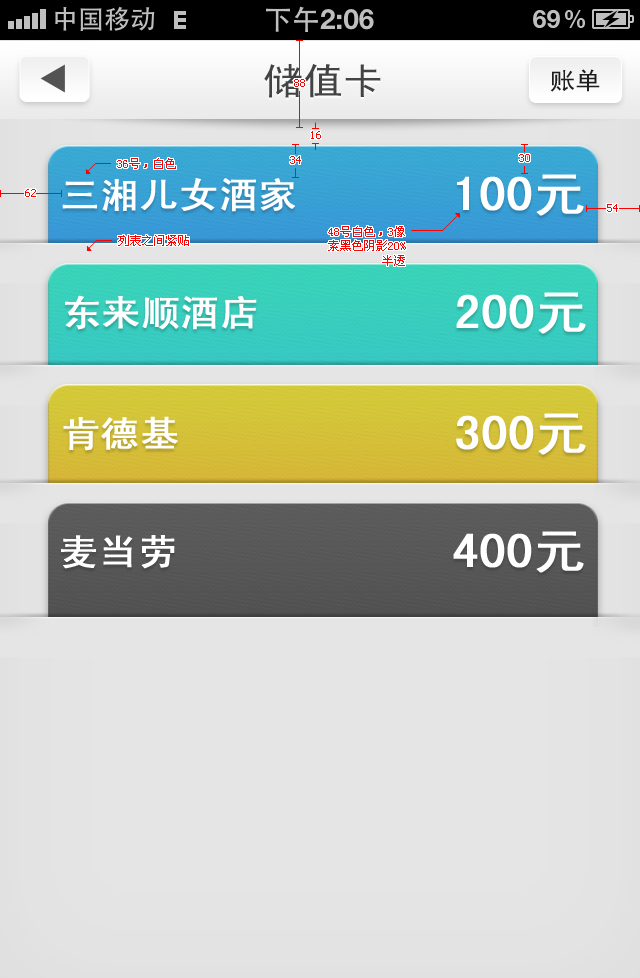 中国移动 E 下午2:06 69%
储值卡 账单
88
16
36号，白色
34
30
62
三湘儿女酒家 100元
54
48号白色，3像
素黑色阴影20%
半透
列表之间紧贴
东来顺酒店 200元
肯德基 300元
麦当劳 400元